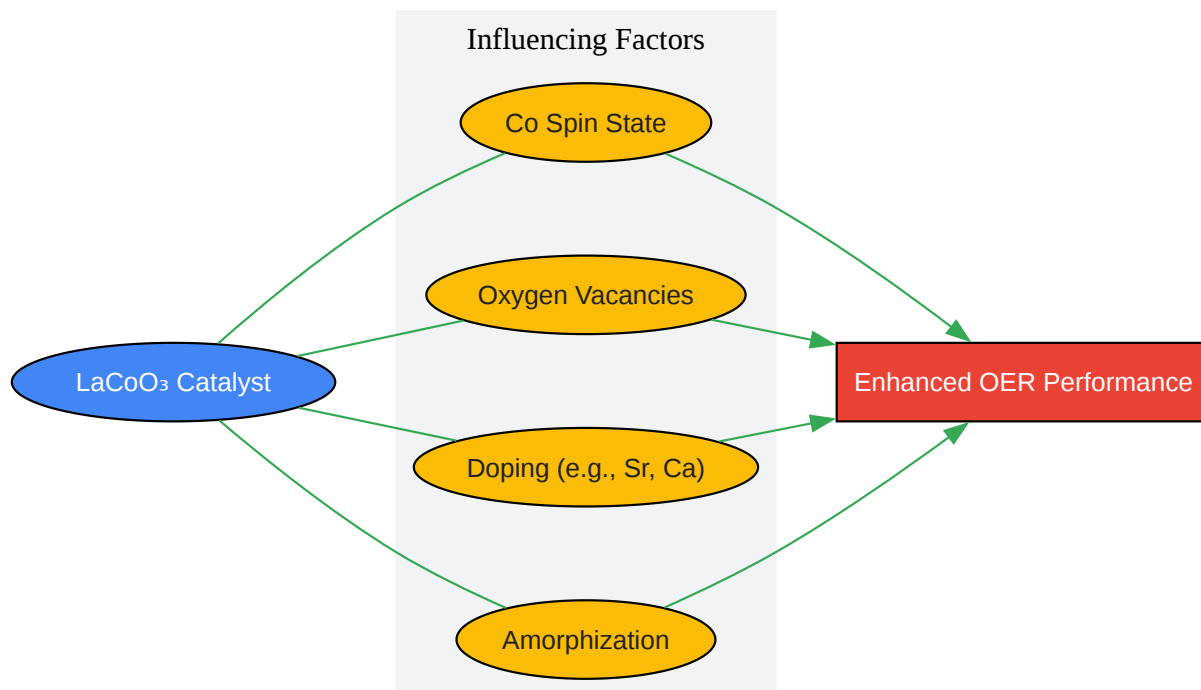 Influencing Factors
Co Spin State
Oxygen Vacancies
LaCoO₃ Catalyst
Enhanced OER Performance
Doping (e.g., Sr, Ca)
Amorphization